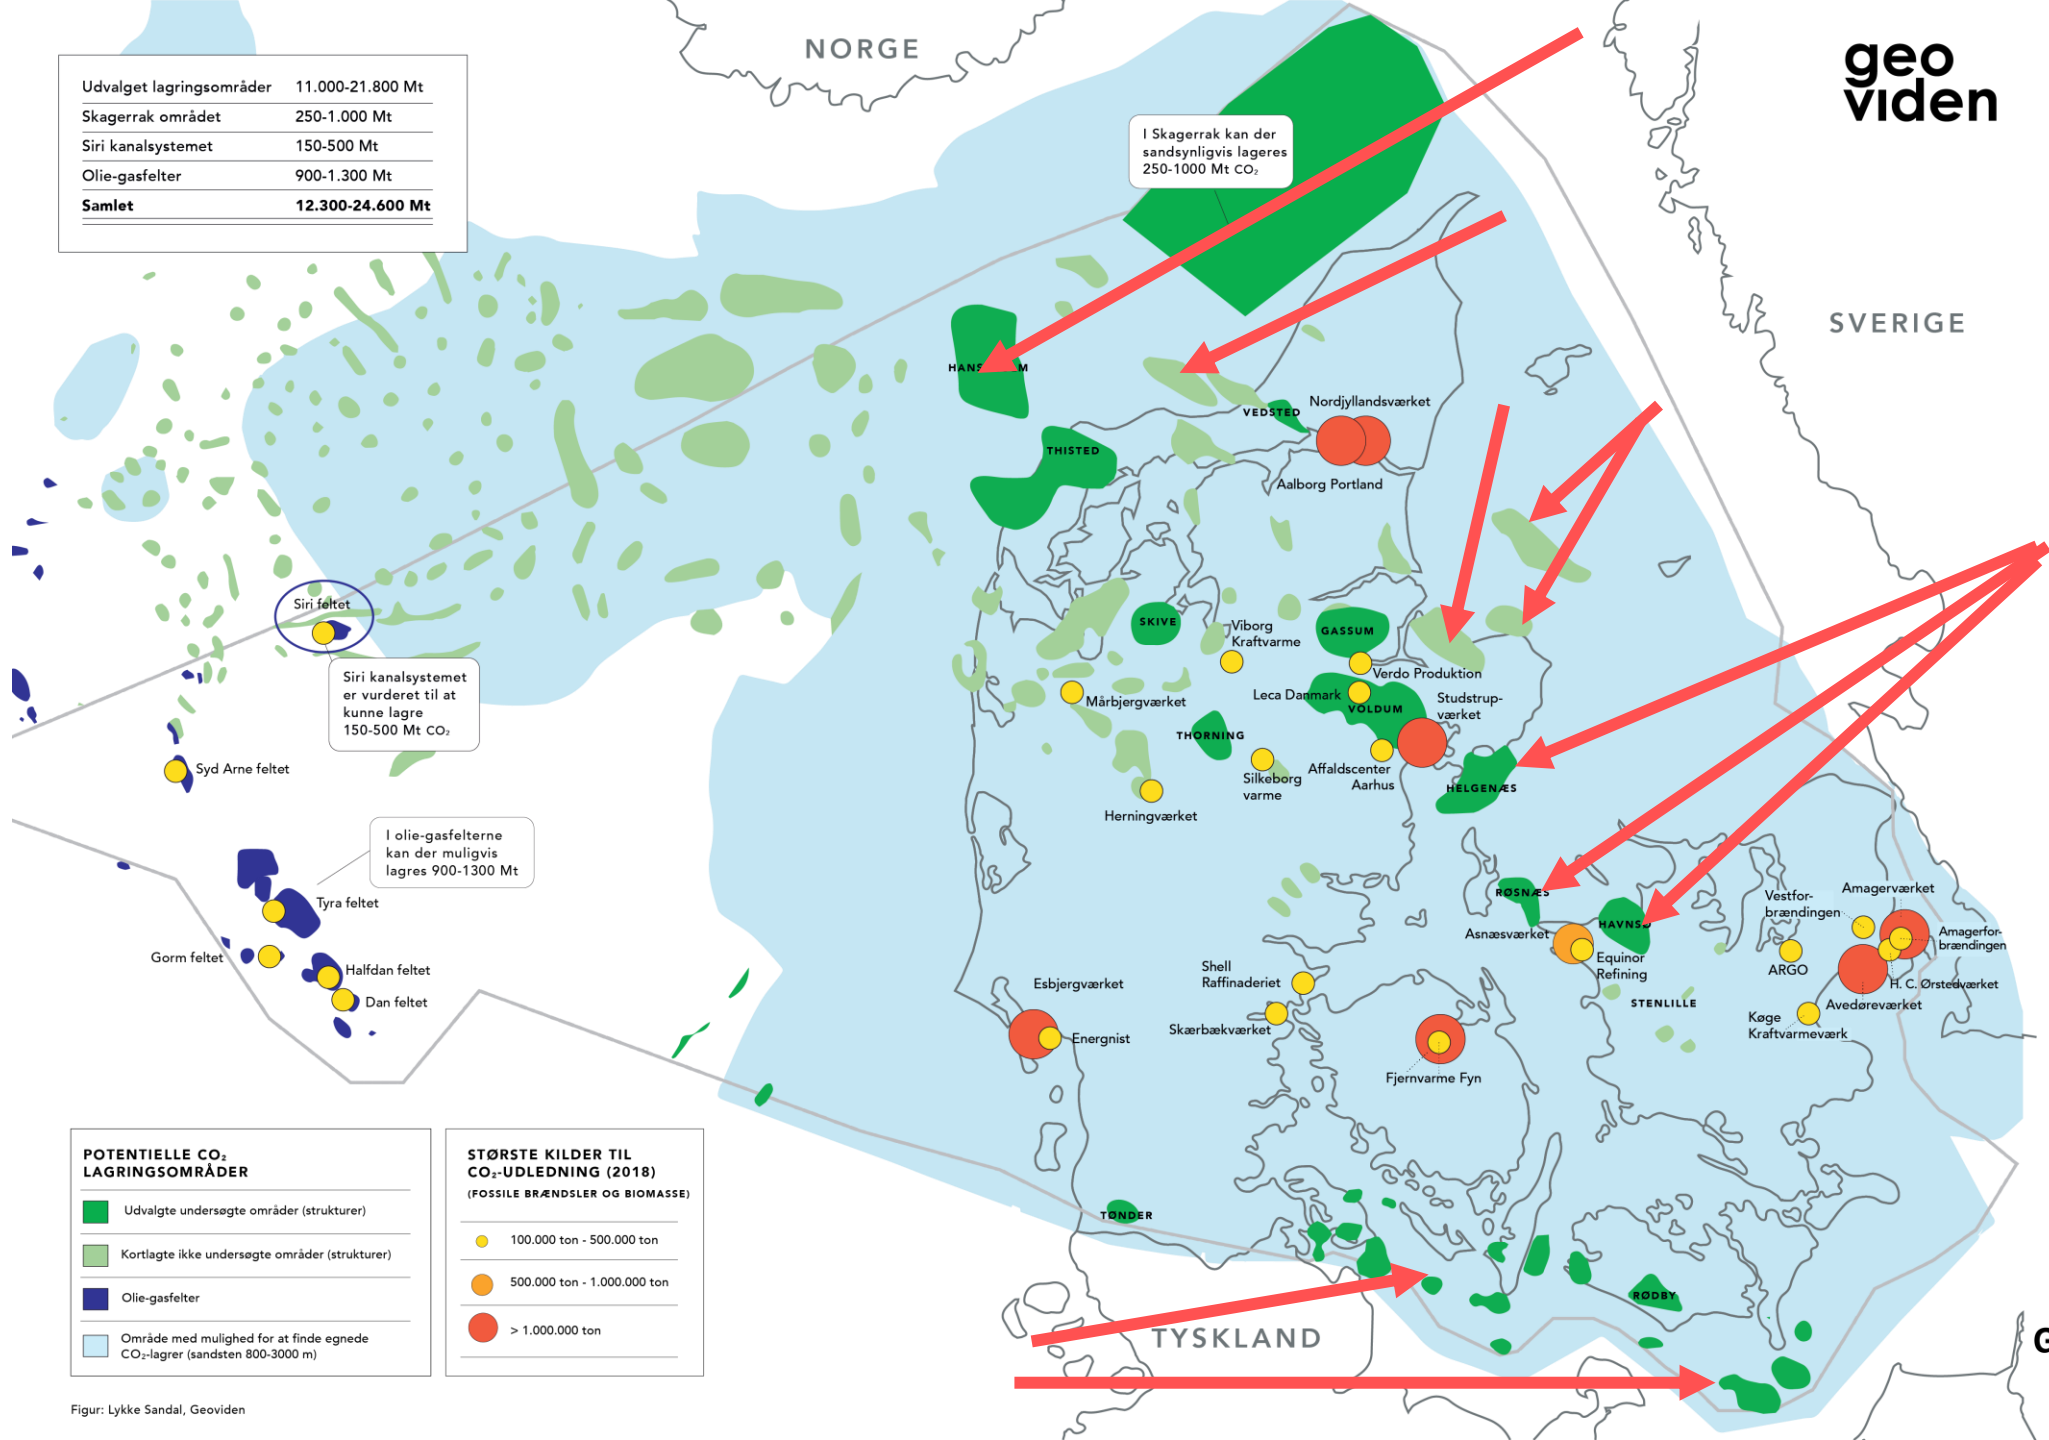 NORGE
geo
viden
Udvalget lagringsområder 11.000-21.800 Mt
Skagerrak området 250-1.000 Mt
Siri kanalsystemet 150-500 Mt
Olie-gasfelter 900-1.300 Mt
Samlet 12.300-24.600 Mt
I Skagerrak kan der
sandsynligvis lageres
250-1000 Mt CO₂
SVERIGE
VEDSTED
Nordjyllandsværket
THISTED
Aalborg Portland
Siri feltet
SKIVE
Viborg
Kraftvarme
GASSUM
Verdo Produktion
Siri kanalsystemet
er vurderet til at
kunne lagre
150-500 Mt CO₂
Mårbjergværket
Leca Danmark
VOLDUM
Studstrup-
værket
THORNING
Syd Arne feltet
Silkeborg
varme
Affaldscenter
Aarhus
HELGENÆS
Herningværket
I olie-gasfelterne
kan der muligvis
lagres 900-1300 Mt
Tyra feltet
RØSNÆS
Vestfor-
brændingen
Amagerværket
Asnæsværket
Amagerfor-
brændingen
Gorm feltet
Halfdan feltet
Equinor
Refining
ARGO
Shell
Raffinaderiet
Esbjergværket
H. C. Ørstedværket
Dan feltet
STENLILLE
Avedøreværket
Skærbækværket
Energnist
Køge
Kraftvarmeværk
Fjernvarme Fyn
TØNDER
RØDBY
TYSKLAND
G
POTENTIELLE CO₂
LAGRINGSOMRÅDER
Udvalgte undersøgte områder (strukturer)
Kortlagte ikke undersøgte områder (strukturer)
Olie-gasfelter
Område med mulighed for at finde egnede
CO₂-lagrer (sandsten 800-3000 m)
STØRSTE KILDER TIL
CO₂-UDLEDNING (2018)
(FOSSILE BRÆNDSLER OG BIOMASSE)
100.000 ton - 500.000 ton
500.000 ton - 1.000.000 ton
> 1.000.000 ton
Figur: Lykke Sandal, Geoviden